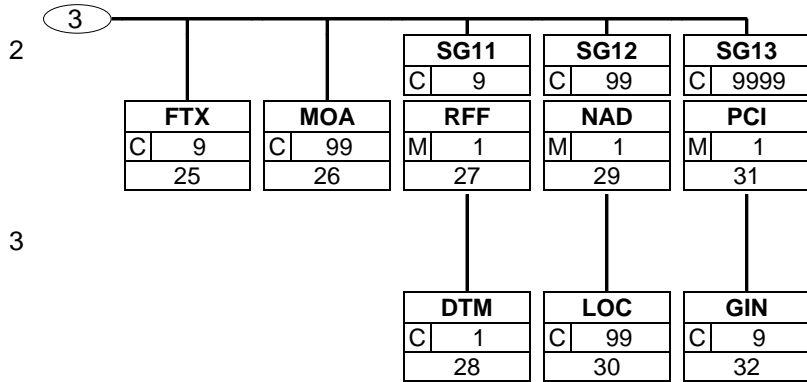 3
2
SG11 SG12 SG13
C 9 C 99 C 9999
FTX MOA RFF NAD PCI
C 9 C 99 M 1 M 1 M 1
25 26 27 29 31
3
DTM LOC GIN
C 1 C 99 C 9
28 30 32